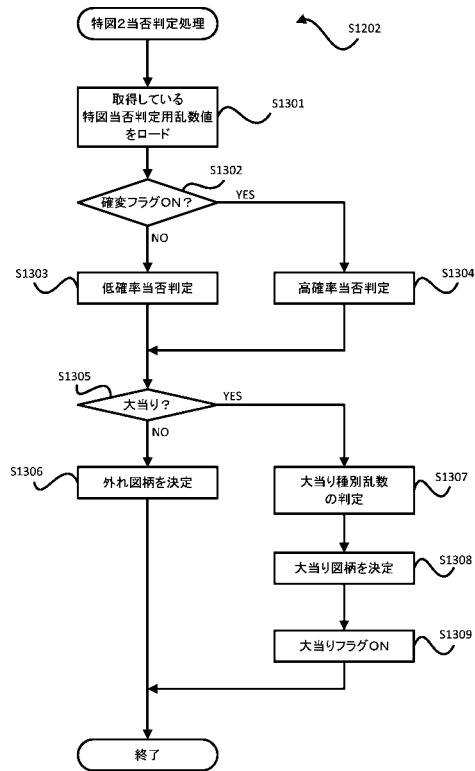 特図２当否判定処理
S1202
取得している
特図当否判定用乱数値
をロード
S1301
S1302
確変フラグON？
YES
NO
S1303
低確率当否判定
高確率当否判定
S1304
S1305
大当り？
YES
NO
S1306
外れ図柄を決定
大当り種別乱数
の判定
S1307
大当り図柄を決定
S1308
大当りフラグON
S1309
終了